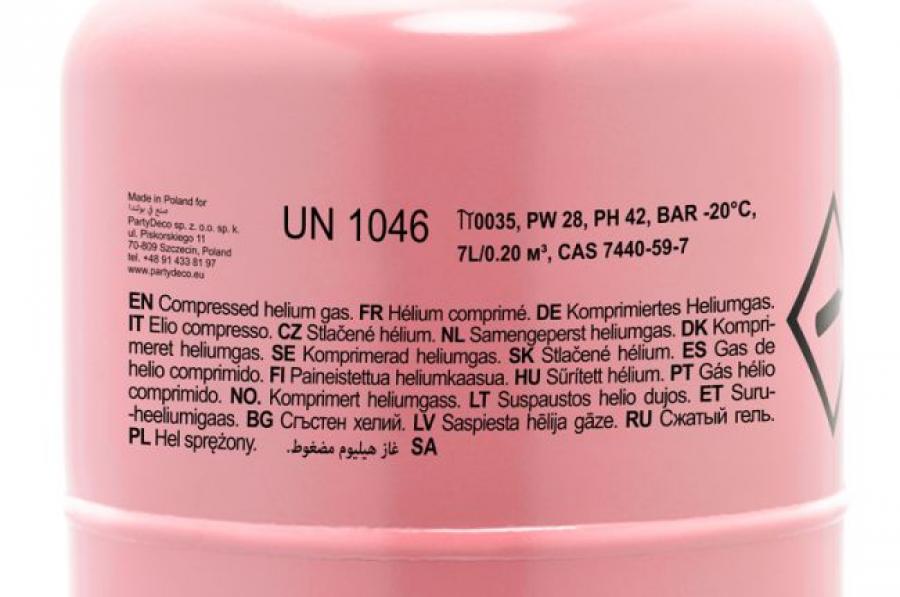 Made in Poland for
صنع في بولندا
PartyDeco sp. z. o.o. sp. k.
ul. Piskorskiego 11
70-809 Szczecin, Poland
tel. +48 91 433 81 97
www.partydeco.eu
UN 1046
TT0035, PW 28, PH 42, BAR -20°C,
7L/0.20 м³, CAS 7440-59-7
EN Compressed helium gas. FR Hélium comprimé. DE Komprimiertes Heliumgas.
IT Elio compresso. CZ Stlačené hélium. NL Samengeperst heliumgas. DK Kompri-
meret heliumgas. SE Komprimerad heliumgas. SK Stlačené hélium. ES Gas de
helio comprimido. FI Paineistettua heliumkaasua. HU Sűrített hélium. PT Gás hélio
comprimido. NO. Komprimert heliumgass. LT Suspaustos helio dujos. ET Suru-
-heeliumigaas. BG Сгъстен хелий. LV Saspiesta hēlija gāze. RU Сжатый гель.
PL Hel sprężony. غاز هيليوم مضغوط. SA